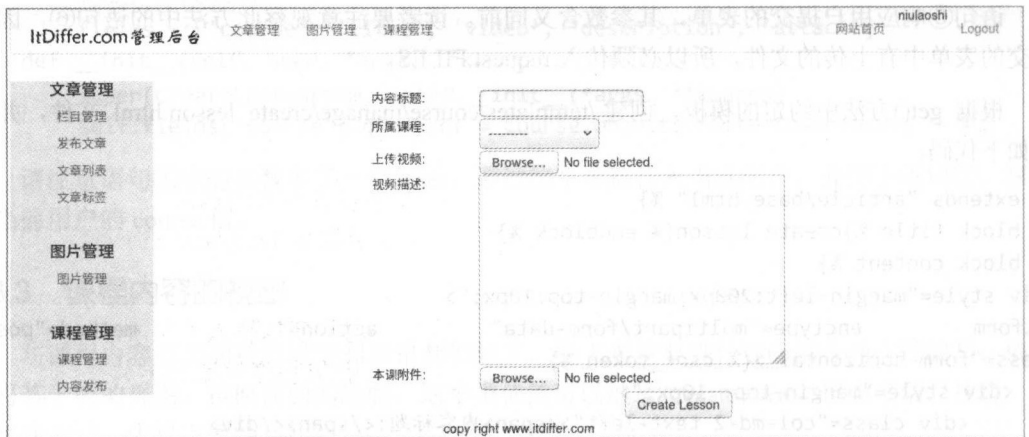 niulaoshi
ItDiffer.com管理后台 文章管理 图片管理 课程管理 网站首页 Logout
文章管理
栏目管理
发布文章
文章列表
文章标签
图片管理
图片管理
课程管理
课程管理
内容发布
内容标题:
所属课程: ---------
上传视频: Browse... No file selected.
视频描述:
本课附件: Browse... No file selected.
Create Lesson
copy right www.itdiffer.com